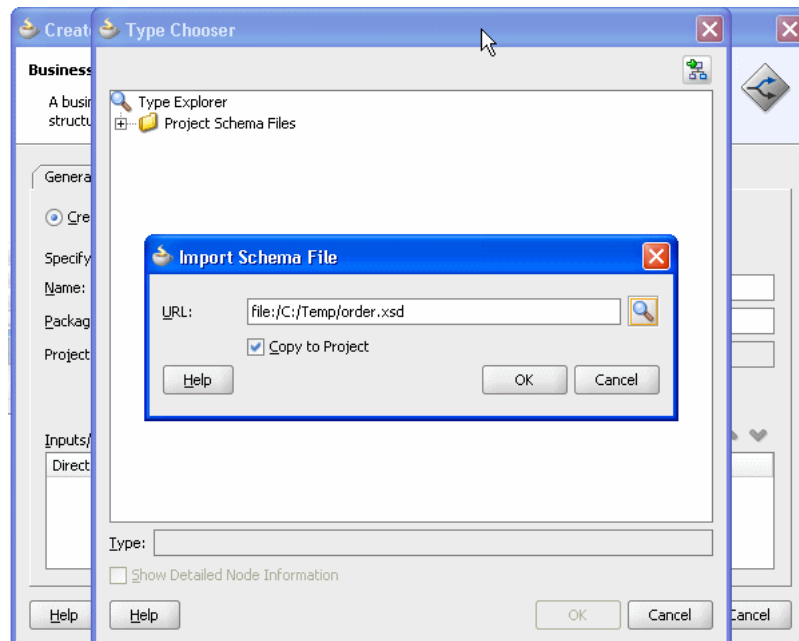 Creat
Type Chooser
Business
A busin
structu
Type Explorer
Project Schema Files
Genera
Cre
Specify
Name:
Packag
Project
Import Schema File
URL: file:/C:/Temp/order.xsd
Copy to Project
Help OK Cancel
Inputs/
Direct
Type:
Show Detailed Node Information
Help Help OK Cancel Cancel